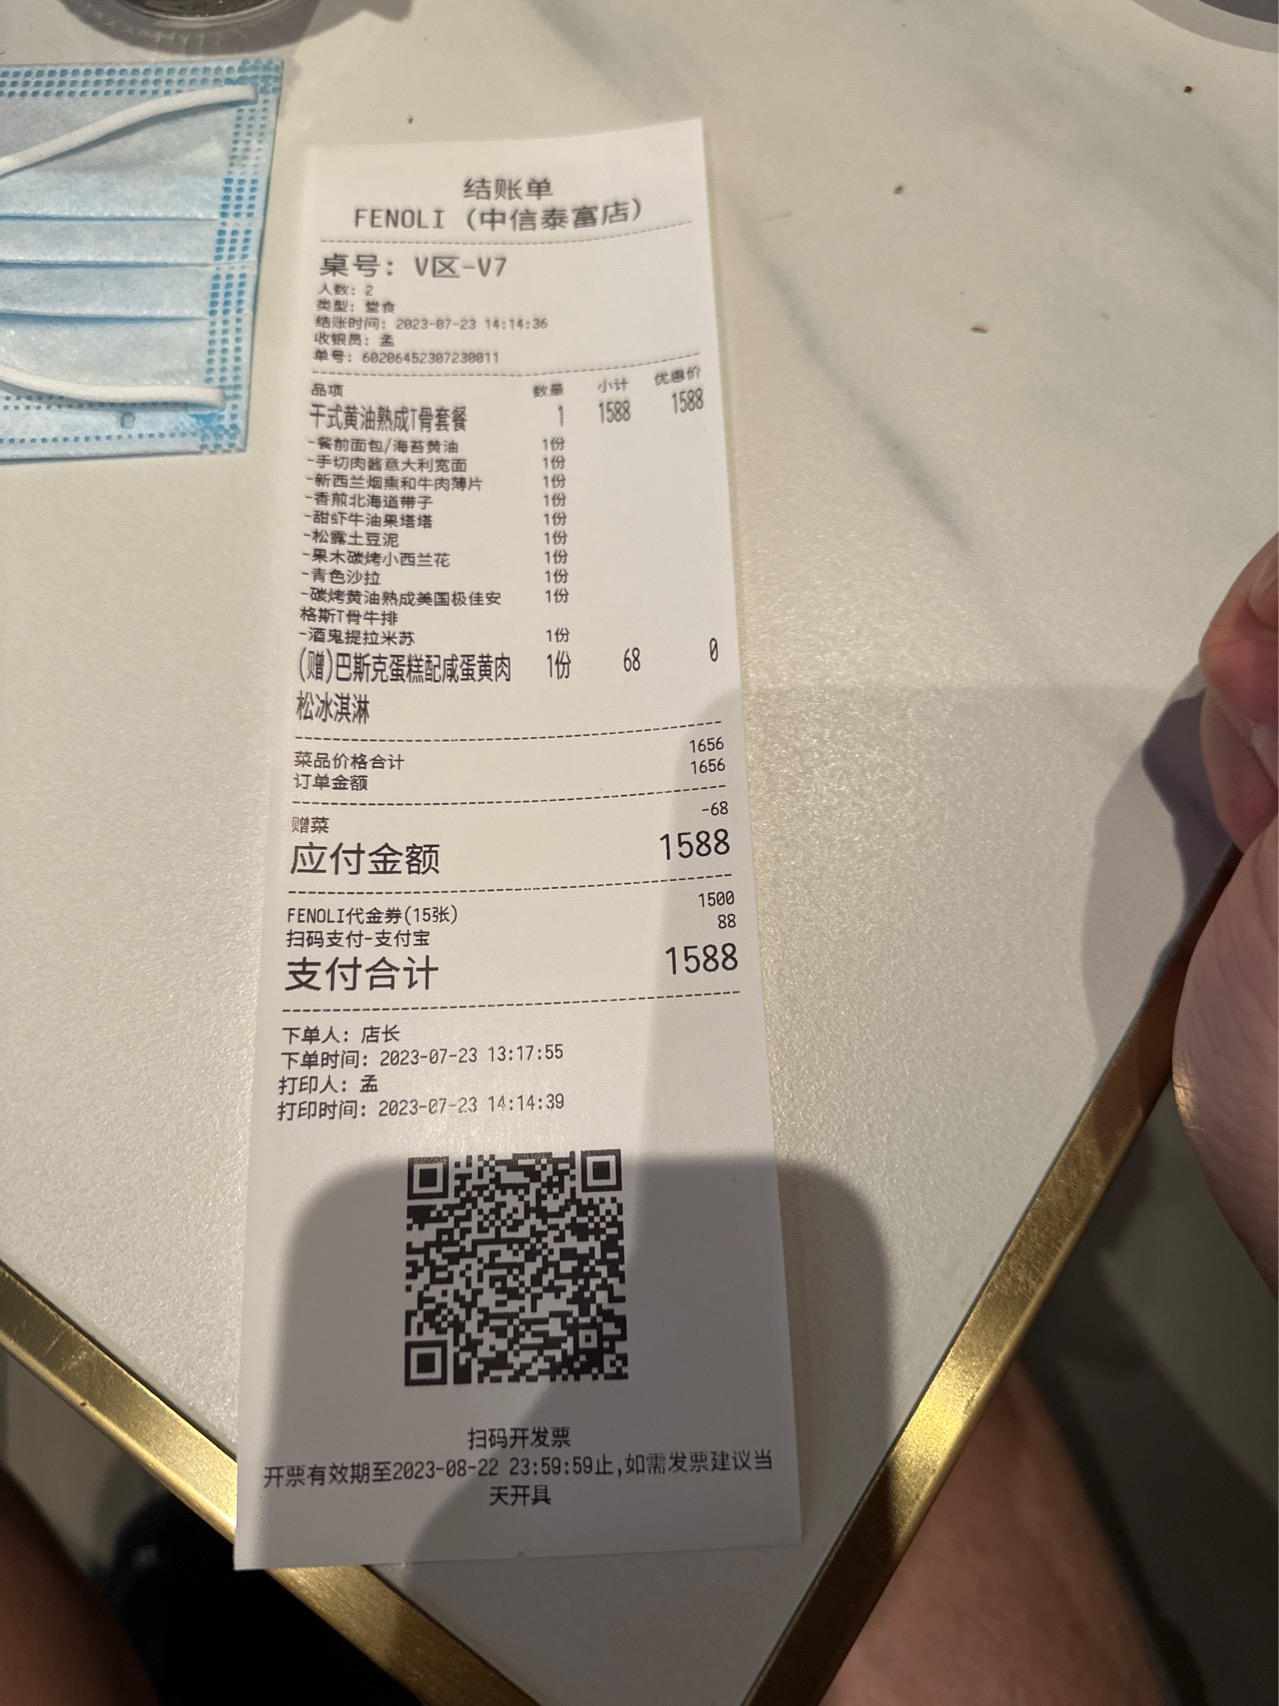 结账单
FENOLI (中信泰富店)
桌号: V区-V7
人数: 2
类型: 堂食
结账时间: 2023-07-23 14:14:36
收银员: 孟
单号: 60206452307230011
品项 数量 小计 优惠价
干式黄油熟成T骨套餐 1 1588 1588
-餐前面包/海苔黄油 1份
-手切肉酱意大利宽面 1份
-新西兰烟熏和牛肉薄片 1份
-香煎北海道带子 1份
-甜虾牛油果塔塔 1份
-松露土豆泥 1份
-果木碳烤小西兰花 1份
-青色沙拉 1份
-碳烤黄油熟成美国极佳安 1份
格斯T骨牛排
-酒鬼提拉米苏 1份
(赠)巴斯克蛋糕配咸蛋黄肉 1份 68 0
松冰淇淋
菜品价格合计 1656
订单金额 1656
赠菜 -68
应付金额 1588
FENOLI代金券(15张) 1500
扫码支付-支付宝 88
支付合计 1588
下单人: 店长
下单时间: 2023-07-23 13:17:55
打印人: 孟
打印时间: 2023-07-23 14:14:39
扫码开发票
开票有效期至2023-08-22 23:59:59止,如需发票建议当
天开具